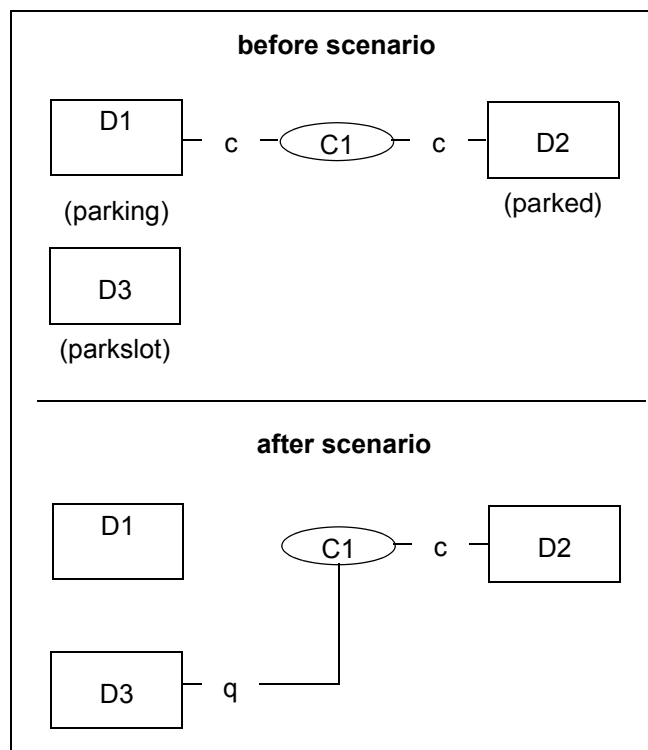 before scenario
D1 c C1 c D2
(parking) (parked)
D3
(parkslot)
after scenario
D1
C1 c D2
D3 q